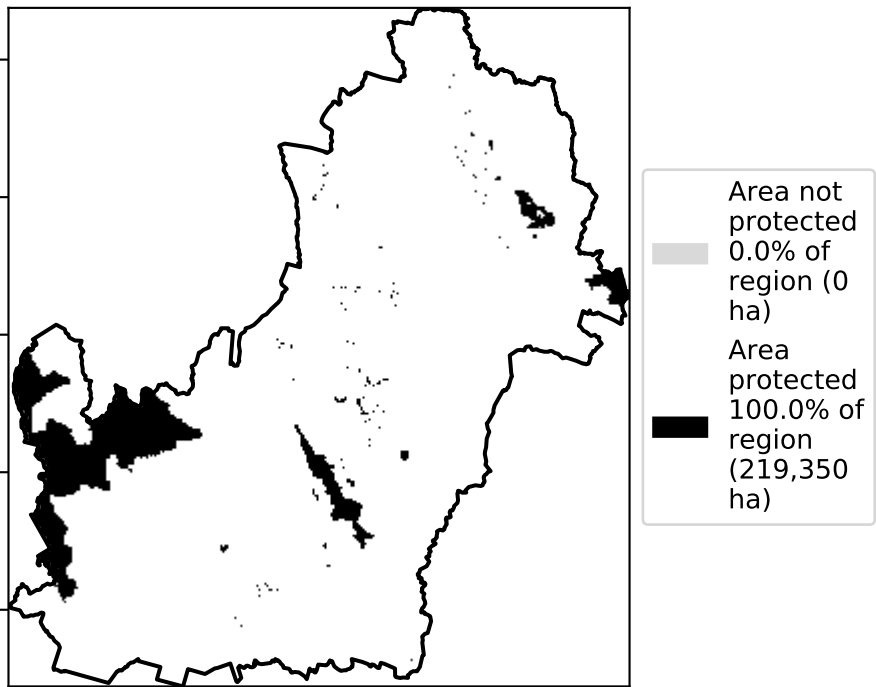 Area not
protected
0.0% of
region (0
ha)
Area
protected
100.0% of
region
(219,350
ha)